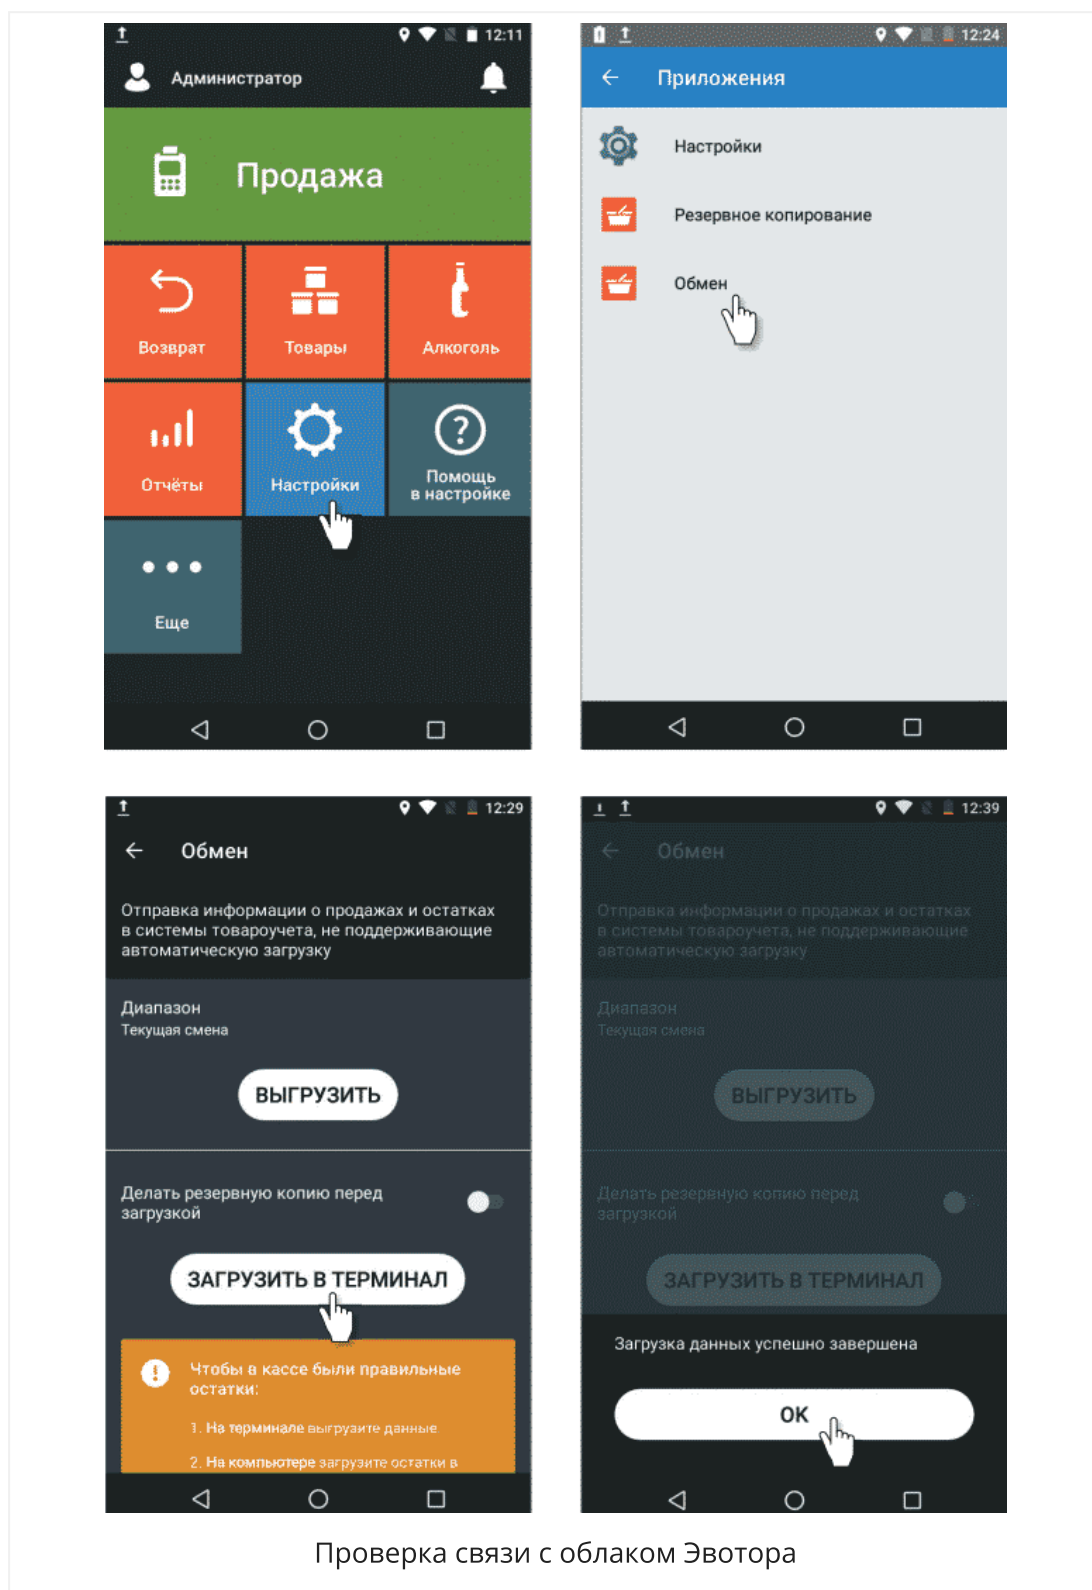 12:11
Администратор
Продажа
Возврат
Товары
Алкоголь
Отчёты
Настройки
Помощь
в настройке
Еще
12:24
Приложения
Настройки
Резервное копирование
Обмен
12:29
Обмен
Отправка информации о продажах и остатках
в системы товароучета, не поддерживающие
автоматическую загрузку
Диапазон
Текущая смена
ВЫГРУЗИТЬ
Делать резервную копию перед
загрузкой
ЗАГРУЗИТЬ В ТЕРМИНАЛ
Чтобы в кассе были правильные
остатки:
1. На терминале выгрузите данные
2. На компьютере загрузите остатки в
12:39
Обмен
Отправка информации о продажах и остатках
в системы товароучета, не поддерживающие
автоматическую загрузку
Диапазон
Текущая смена
ВЫГРУЗИТЬ
Делать резервную копию перед
загрузкой
ЗАГРУЗИТЬ В ТЕРМИНАЛ
Загрузка данных успешно завершена
ОК
Проверка связи с облаком Эвотора